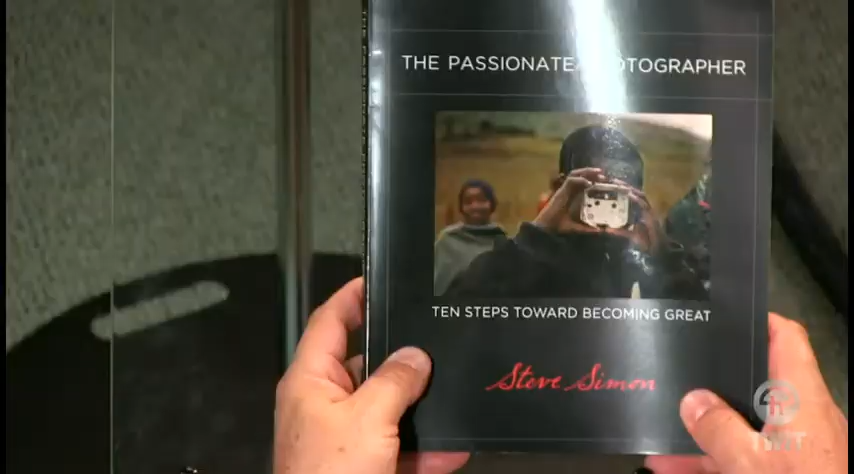 THE PASSIONATE PHOTOGRAPHER
TEN STEPS TOWARD BECOMING GREAT
Steve Simon